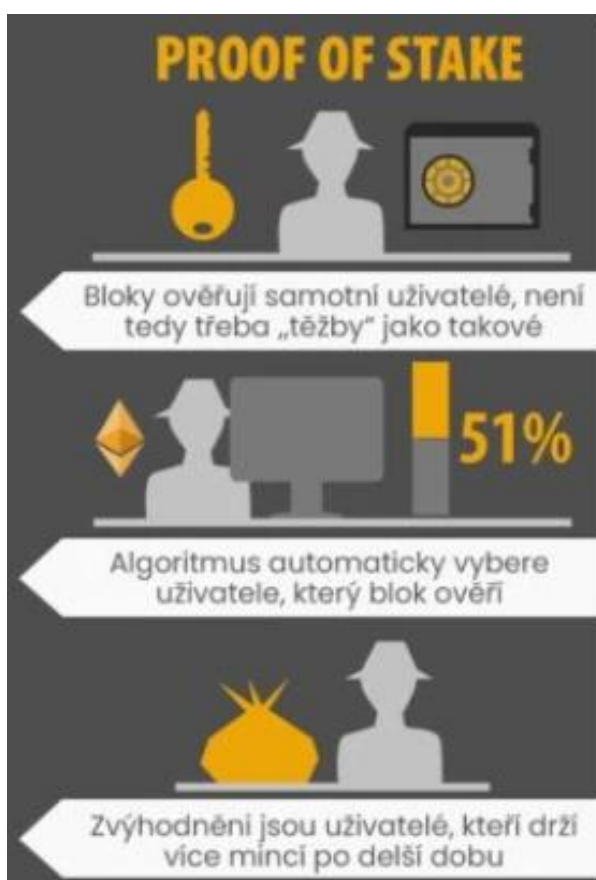 PROOF OF STAKE
Bloky ověřují samotní uživatelé, není
tedy třeba „těžby“ jako takové
51%
Algoritmus automaticky vybere
uživatele, který blok ověří
Zvýhodnění jsou uživatelé, kteří drží
více mincí po delší dobu